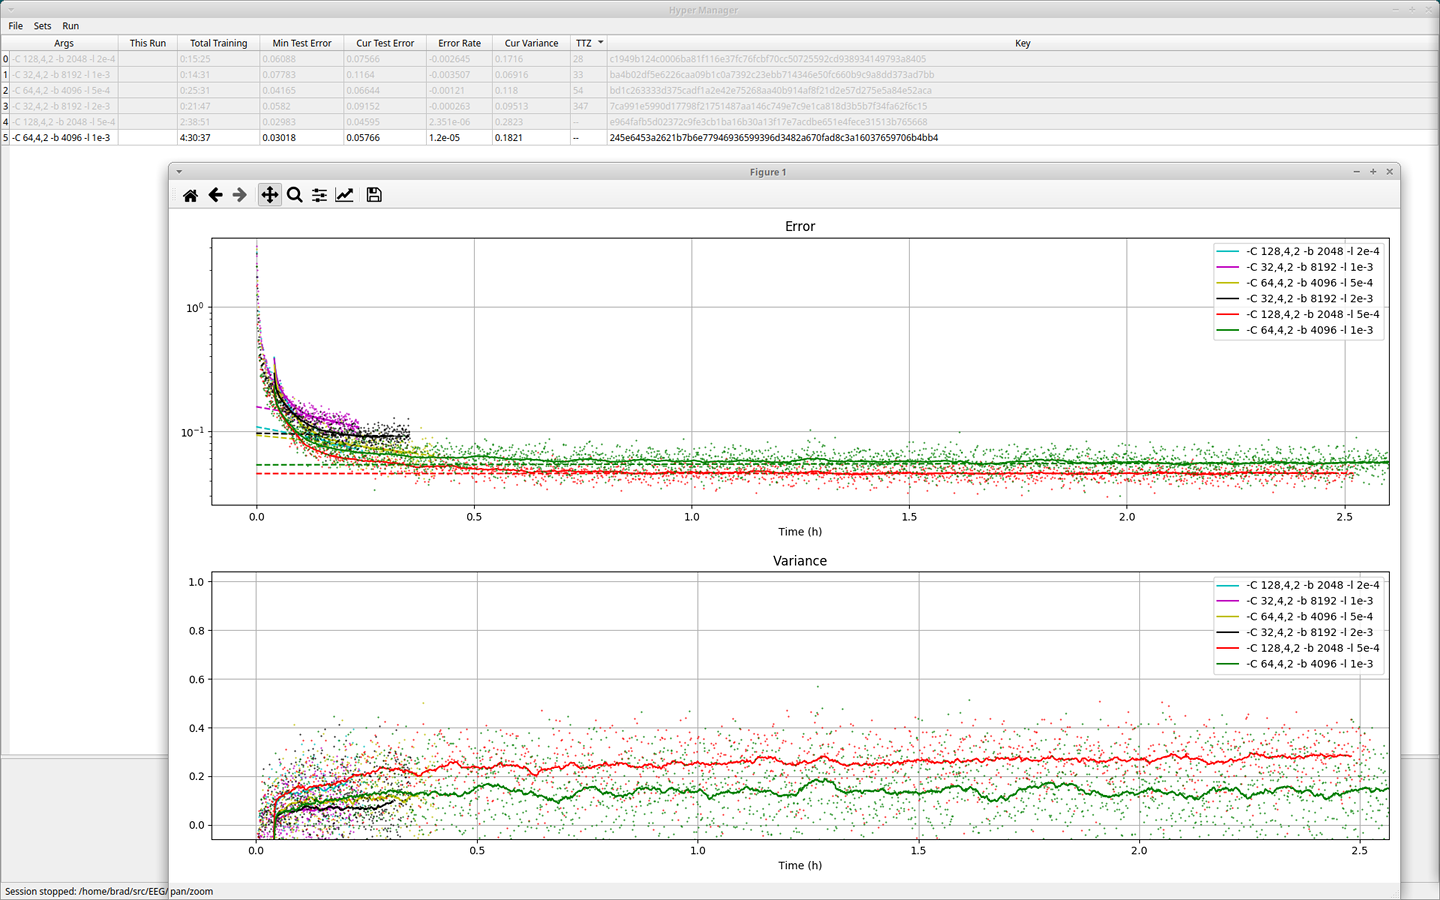 Hyper Manager
File Sets Run
Args This Run Total Training Min Test Error Cur Test Error Error Rate Cur Variance TTZ Key
0 -C 128,4,2 -b 2048 -l 2e-4 0:15:25 0.06088 0.07566 -0.002645 0.1716 28 c1949b124c0006ba81f116e37fc76fcbf70cc50725592cd938934149793a8405
1 -C 32,4,2 -b 8192 -l 1e-3 0:14:31 0.07783 0.1164 -0.003507 0.06916 33 ba4b02df5e6226caa09b1c0a7392c23ebb714346e50fc660b9c9a8dd373ad7bb
2 -C 64,4,2 -b 4096 -l 5e-4 0:25:31 0.04165 0.06644 -0.00121 0.118 54 bd1c263333d375cadf1a2e42e75268aa40b914af8f21d2e57d275e5a84e52aca
3 -C 32,4,2 -b 8192 -l 2e-3 0:21:47 0.0582 0.09152 -0.000263 0.09513 347 7ca991e5990d17798f21751487aa146c749e7c9e1ca818d3b5b7f34fa62f6c15
4 -C 128,4,2 -b 2048 -l 5e-4 2:38:51 0.02983 0.04595 2.351e-06 0.2823 -- e964fafb5d02372c9fe3cb1ba16b30a13f17e7acdbe651e4fece31513b765668
5 -C 64,4,2 -b 4096 -l 1e-3 4:30:37 0.03018 0.05766 1.2e-05 0.1821 -- 245e6453a2621b7b6e77946936599396d3482a670fad8c3a16037659706b4bb4
Figure 1
Error
-C 128,4,2 -b 2048 -l 2e-4
-C 32,4,2 -b 8192 -l 1e-3
-C 64,4,2 -b 4096 -l 5e-4
-C 32,4,2 -b 8192 -l 2e-3
-C 128,4,2 -b 2048 -l 5e-4
-C 64,4,2 -b 4096 -l 1e-3
10⁰
10⁻¹
0.0 0.5 1.0 1.5 2.0 2.5
Time (h)
Variance
-C 128,4,2 -b 2048 -l 2e-4
-C 32,4,2 -b 8192 -l 1e-3
-C 64,4,2 -b 4096 -l 5e-4
-C 32,4,2 -b 8192 -l 2e-3
-C 128,4,2 -b 2048 -l 5e-4
-C 64,4,2 -b 4096 -l 1e-3
1.0
0.8
0.6
0.4
0.2
0.0
0.0 0.5 1.0 1.5 2.0 2.5
Time (h)
Session stopped: /home/brad/src/EEG/ pan/zoom